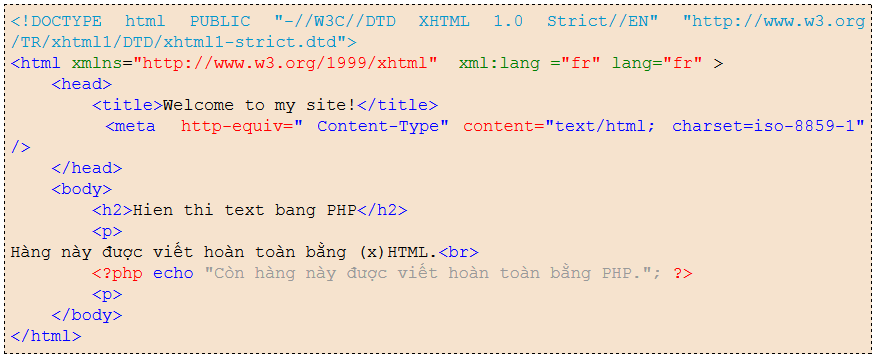 <!DOCTYPE html PUBLIC "-//W3C//DTD XHTML 1.0 Strict//EN" "http://www.w3.org
/TR/xhtml1/DTD/xhtml1-strict.dtd">
<html xmlns="http://www.w3.org/1999/xhtml" xml:lang ="fr" lang="fr" >
<head>
<title>Welcome to my site!</title>
<meta http-equiv=" Content-Type" content="text/html; charset=iso-8859-1"
/>
</head>
<body>
<h2>Hien thi text bang PHP</h2>
<p>
Hàng này được viết hoàn toàn bằng (x)HTML.<br>
<?php echo "Còn hàng này được viết hoàn toàn bằng PHP."; ?>
<p>
</body>
</html>